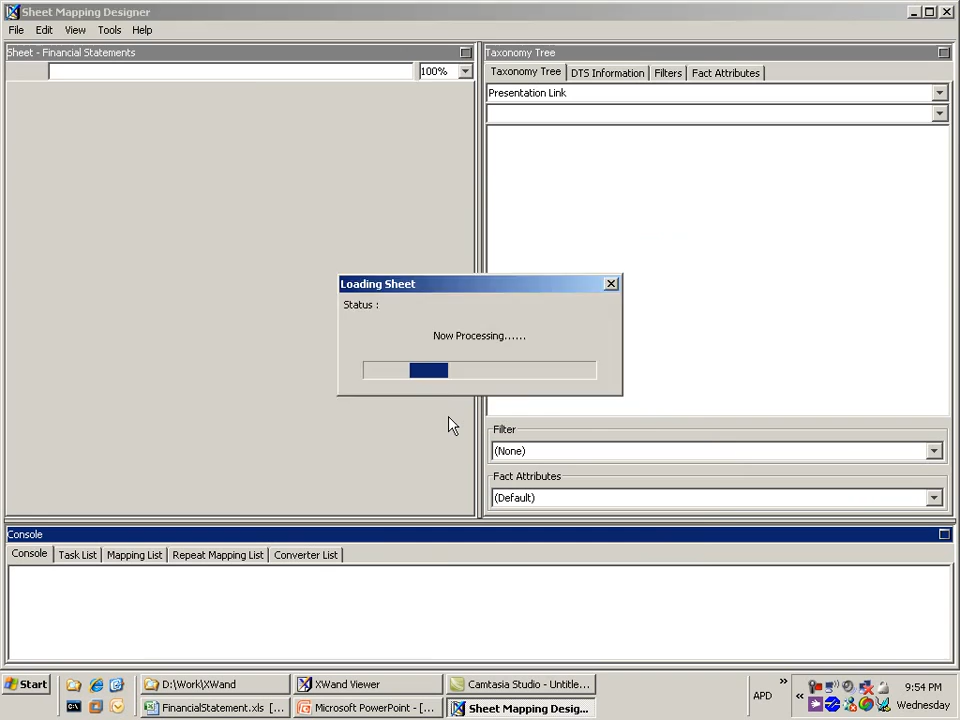 Sheet Mapping Designer
File Edit View Tools Help
Sheet - Financial Statements
100%
Taxonomy Tree
Taxonomy Tree DTS Information Filters Fact Attributes
Presentation Link
Loading Sheet
Status :
Now Processing......
Filter
(None)
Fact Attributes
(Default)
Console
Console Task List Mapping List Repeat Mapping List Converter List
Start D:\Work\XWand XWand Viewer Camtasia Studio - Untitle... APD 9:54 PM
FinancialStatement.xls [... Microsoft PowerPoint - [... Sheet Mapping Desig... Wednesday